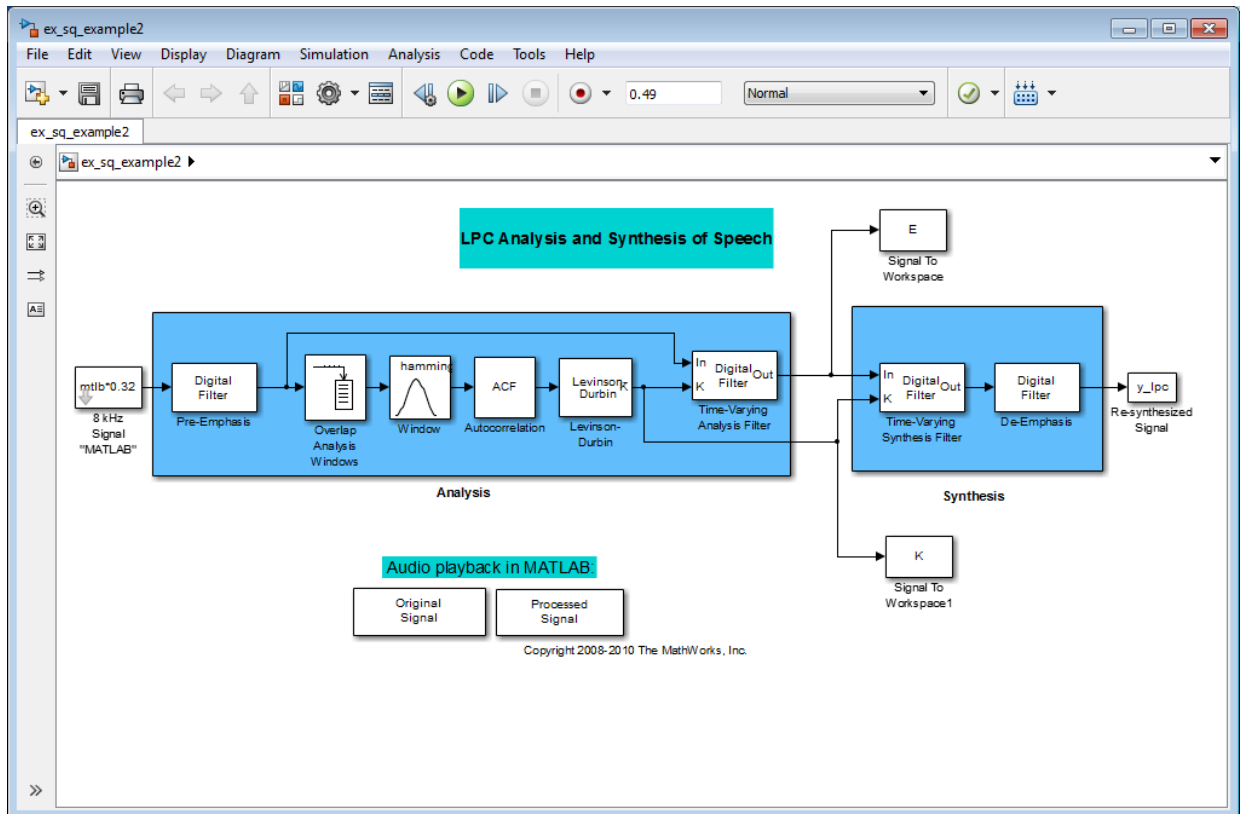 ex_sq_example2
File Edit View Display Diagram Simulation Analysis Code Tools Help
0.49
Normal
ex_sq_example2
ex_sq_example2
LPC Analysis and Synthesis of Speech
E
Signal To
Workspace
mtlb*0.32
8 kHz
Signal
"MATLAB"
Digital
Filter
Pre-Emphasis
Overlap
Analysis
Windows
hamming
Window
ACF
Autocorrelation
Levinson
Durbin
K
Levinson-
Durbin
In
K
Digital
Filter
Out
Time-Varying
Analysis Filter
Analysis
In
K
Digital
Filter
Out
Time-Varying
Synthesis Filter
Digital
Filter
De-Emphasis
Synthesis
y_lpc
Re-synthesized
Signal
K
Signal To
Workspace1
Audio playback in MATLAB:
Original
Signal
Processed
Signal
Copyright 2008-2010 The MathWorks, Inc.